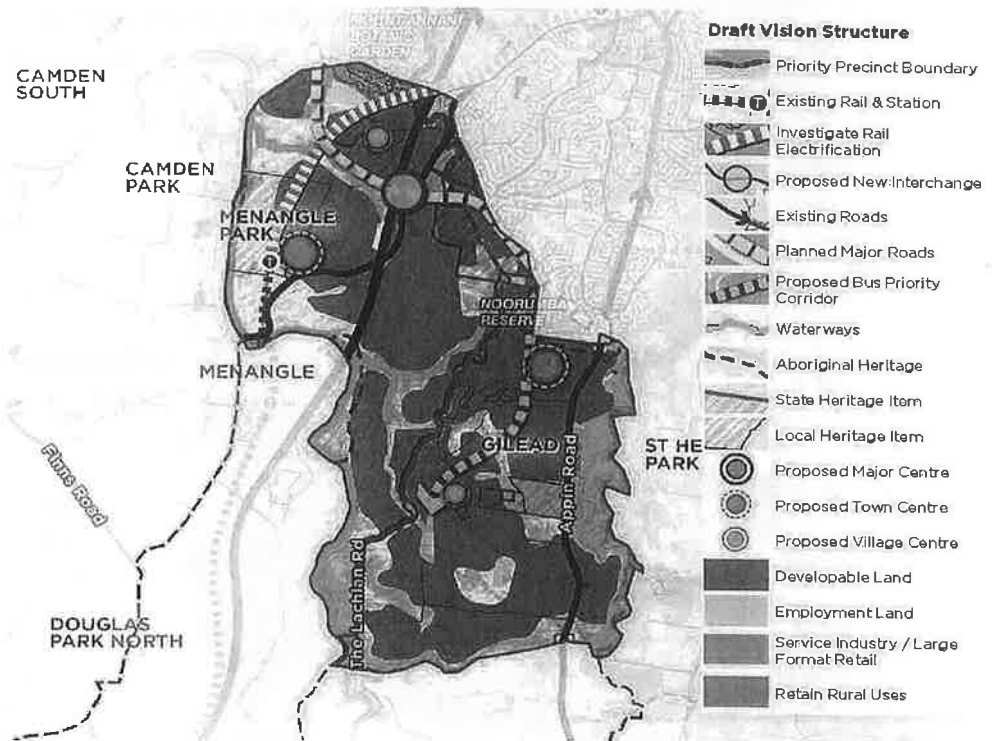 MOUNT ANNAN
BOTANIC
GARDEN
CAMDEN
SOUTH
CAMDEN
PARK
MENANGLE
PARK
T
NOORUMBA
RESERVE
MENANGLE
GILEAD
ST HE
PARK
Finns Road
Appin Road
The Lachlan Rd
DOUGLAS
PARK NORTH
Draft Vision Structure
Priority Precinct Boundary
T
Existing Rail & Station
Investigate Rail
Electrification
Proposed New Interchange
Existing Roads
Planned Major Roads
Proposed Bus Priority
Corridor
Waterways
Aboriginal Heritage
State Heritage Item
Local Heritage Item
Proposed Major Centre
Proposed Town Centre
Proposed Village Centre
Developable Land
Employment Land
Service Industry / Large
Format Retail
Retain Rural Uses